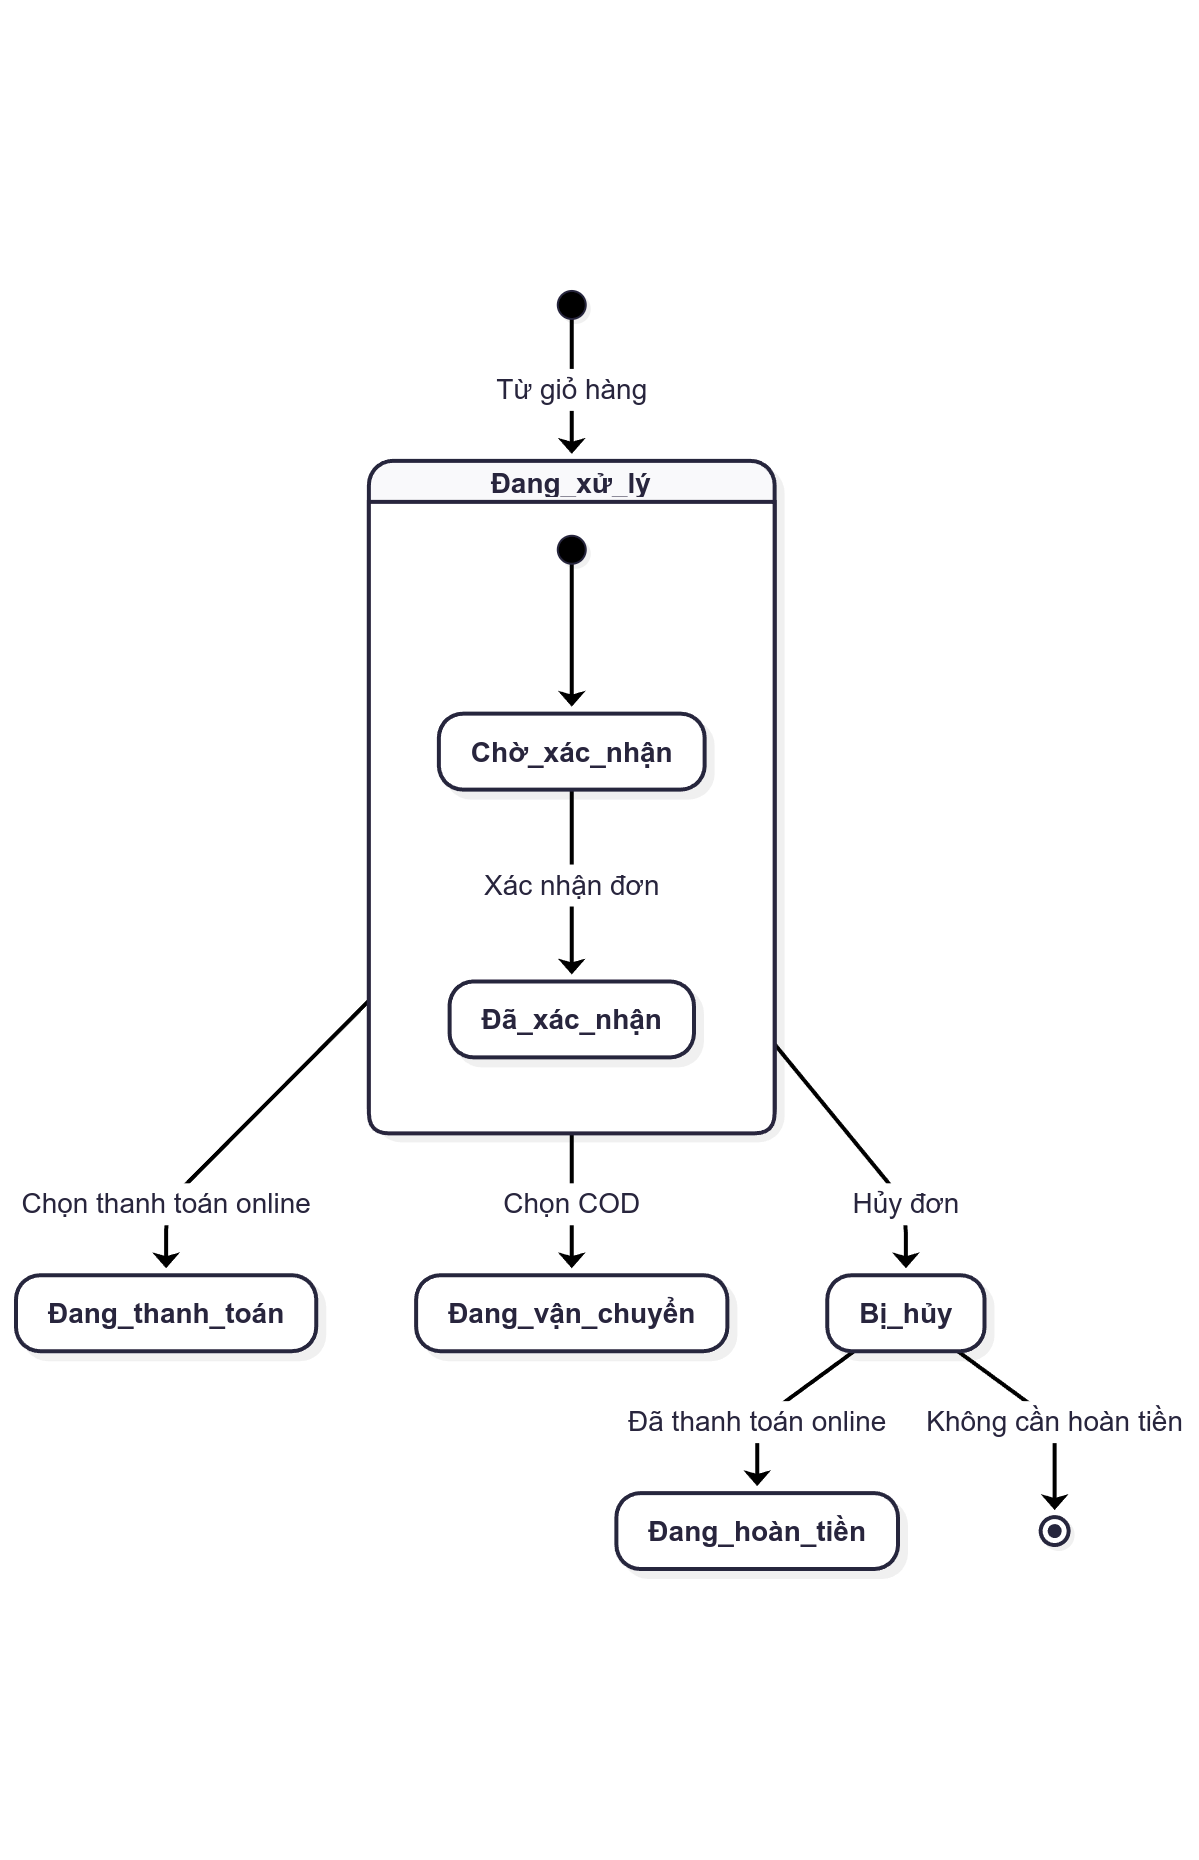 Từ giỏ hàng
Đang_xử_lý
Chờ_xác_nhận
Xác nhận đơn
Đã_xác_nhận
Chọn thanh toán online
Chọn COD
Hủy đơn
Đang_thanh_toán
Đang_vận_chuyển
Bị_hủy
Đã thanh toán online
Không cần hoàn tiền
Đang_hoàn_tiền